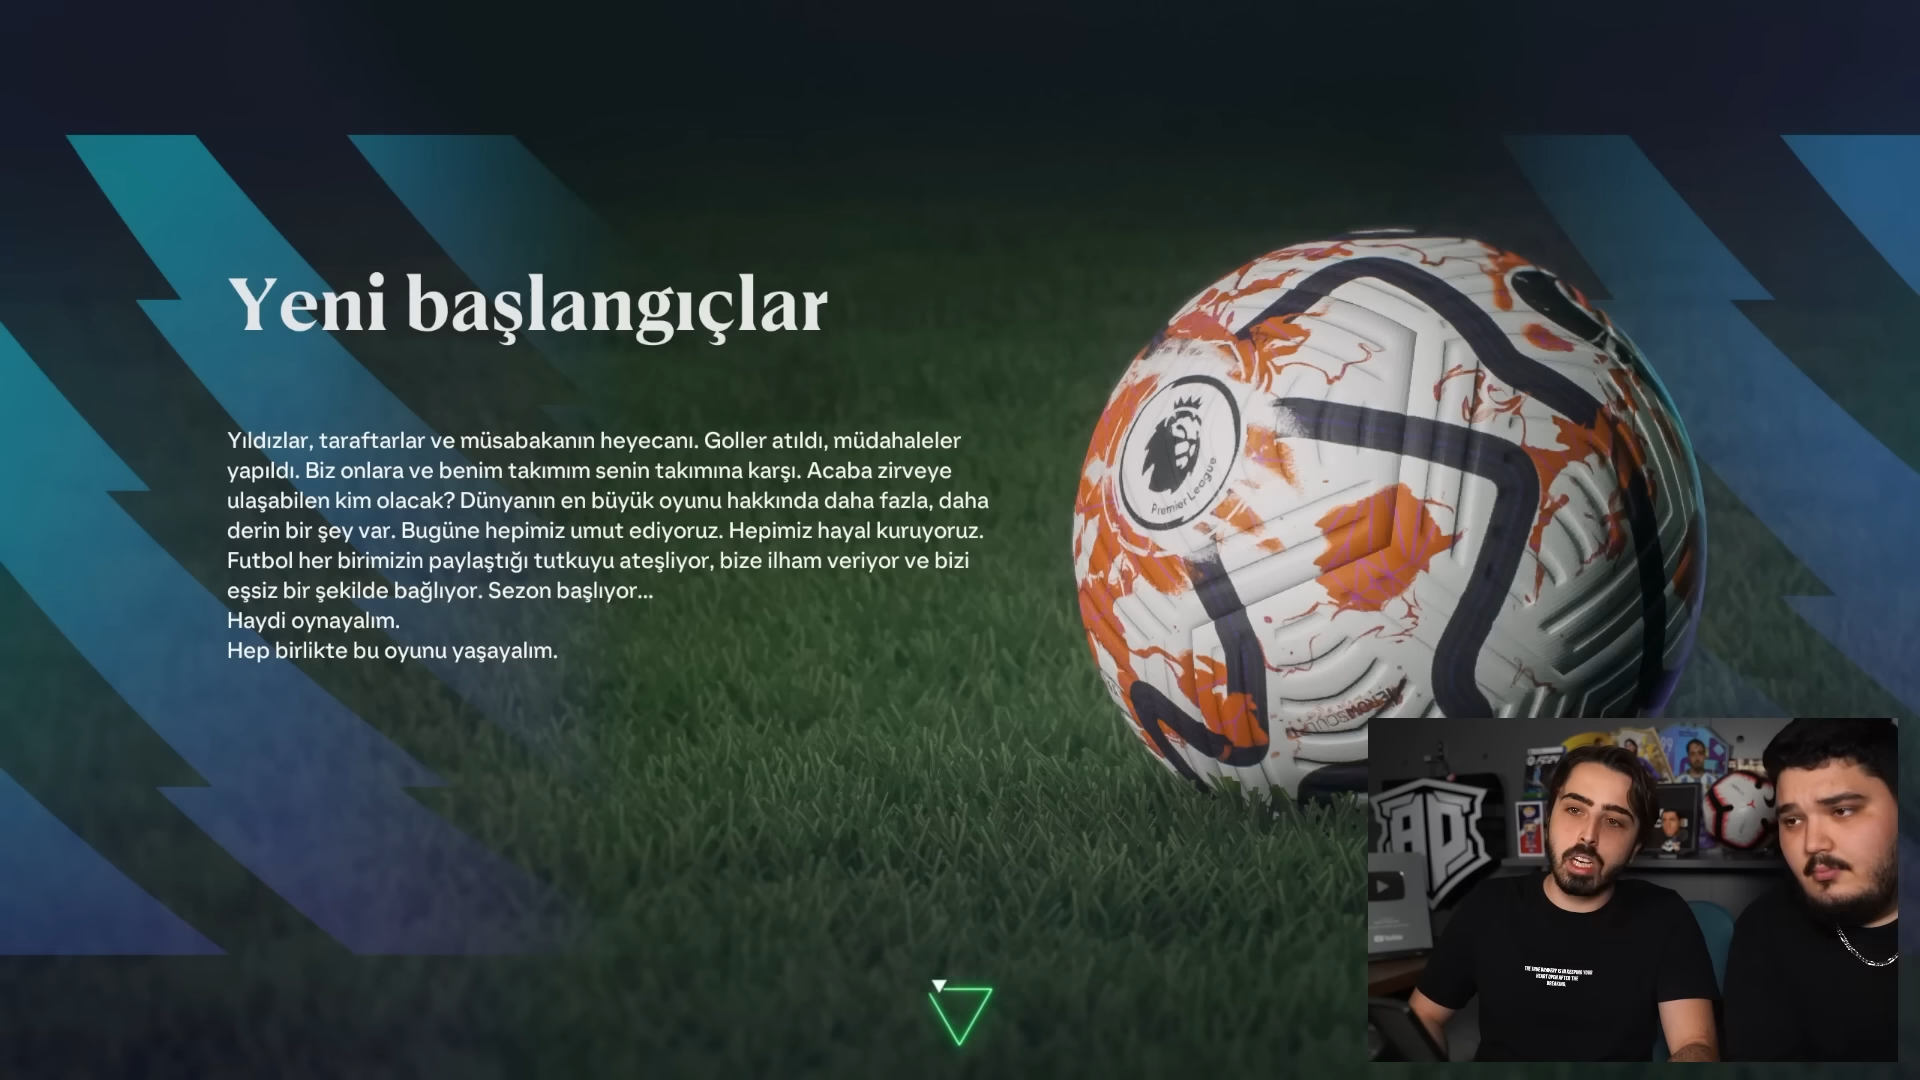 Yeni başlangıçlar
Yıldızlar, taraftarlar ve müsabakanın heyecanı. Goller atıldı, müdahaleler
yapıldı. Biz onlara ve benim takımım senin takımına karşı. Acaba zirveye
ulaşabilen kim olacak? Dünyanın en büyük oyunu hakkında daha fazla, daha
derin bir şey var. Bugüne hepimiz umut ediyoruz. Hepimiz hayal kuruyoruz.
Futbol her birimizin paylaştığı tutkuyu ateşliyor, bize ilham veriyor ve bizi
eşsiz bir şekilde bağlıyor. Sezon başlıyor...
Haydi oynayalım.
Hep birlikte bu oyunu yaşayalım.
Premier League
AD